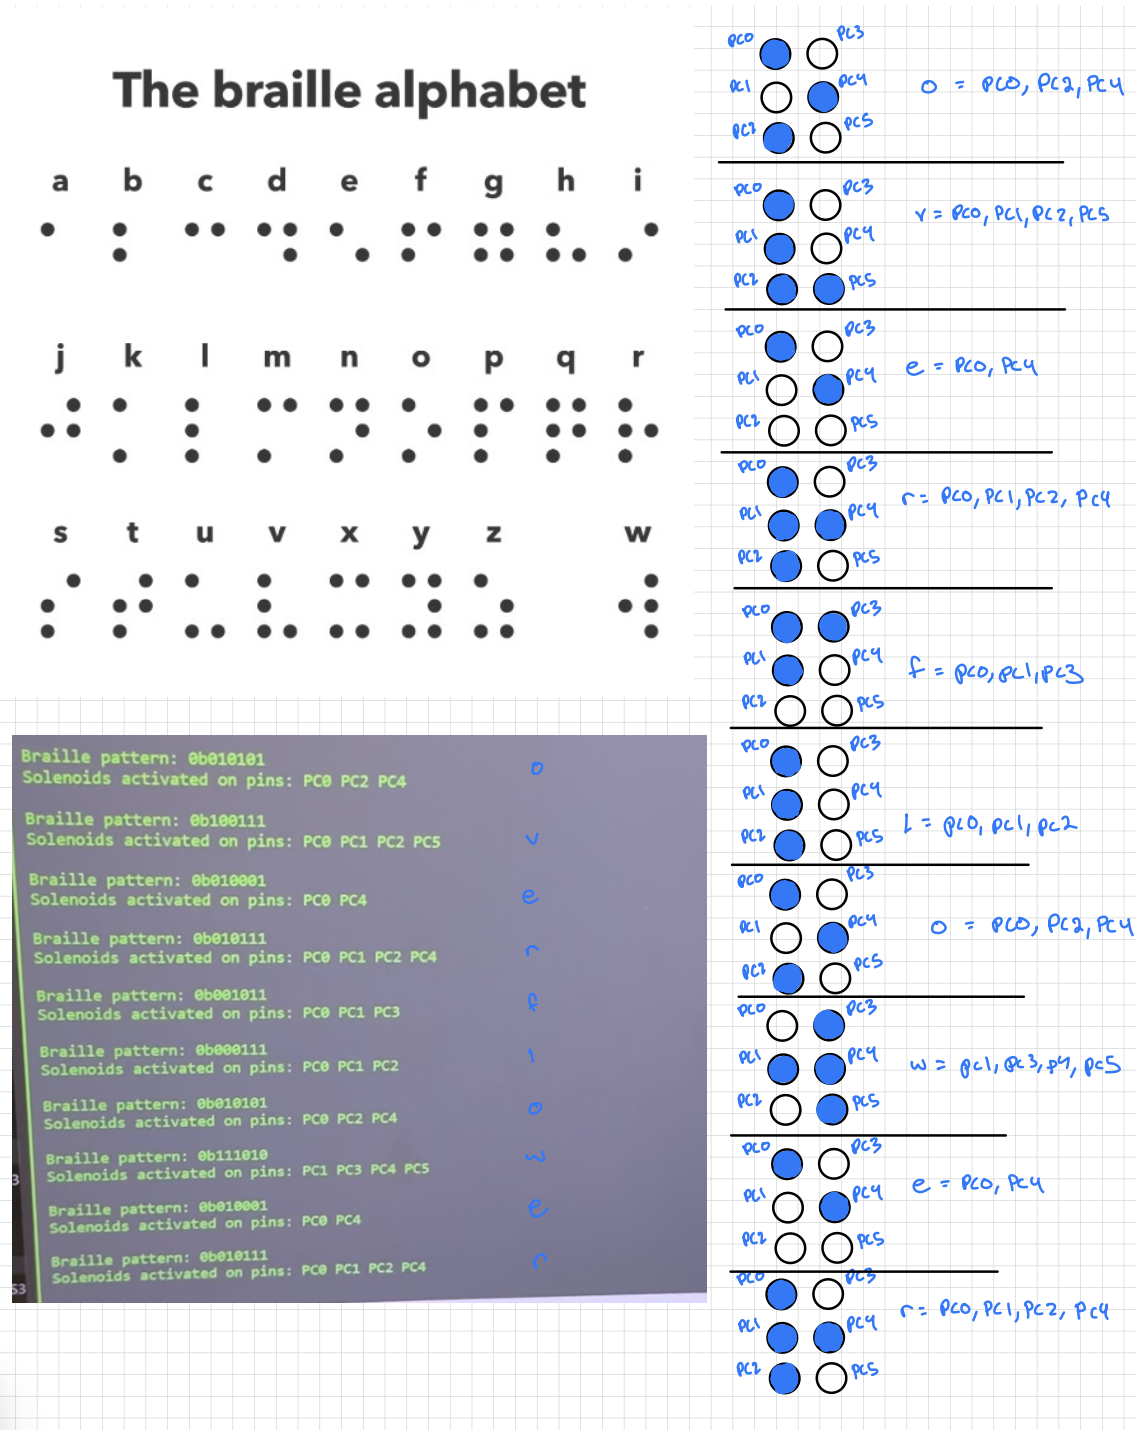 The braille alphabet
a b c d e f g h i
j k l m n o p q r
s t u v x y z w
Braille pattern: 0b010101
Solenoids activated on pins: PC0 PC2 PC4
o
Braille pattern: 0b100111
Solenoids activated on pins: PC0 PC1 PC2 PC5
v
Braille pattern: 0b010001
Solenoids activated on pins: PC0 PC4
e
Braille pattern: 0b010111
Solenoids activated on pins: PC0 PC1 PC2 PC4
r
Braille pattern: 0b001011
Solenoids activated on pins: PC0 PC1 PC3
f
Braille pattern: 0b000111
Solenoids activated on pins: PC0 PC1 PC2
l
Braille pattern: 0b010101
Solenoids activated on pins: PC0 PC2 PC4
o
Braille pattern: 0b111010
Solenoids activated on pins: PC1 PC3 PC4 PC5
w
Braille pattern: 0b010001
Solenoids activated on pins: PC0 PC4
e
Braille pattern: 0b010111
Solenoids activated on pins: PC0 PC1 PC2 PC4
r
3
S3
PC0 PC3
PC1 PC4 o = PC0, PC2, PC4
PC2 PC5
PC0 PC3
PC1 PC4 v = PC0, PC1, PC2, PC5
PC2 PC5
PC0 PC3
PC1 PC4 e = PC0, PC4
PC2 PC5
PC0 PC3
PC1 PC4 r = PC0, PC1, PC2, PC4
PC2 PC5
PC0 PC3
PC1 PC4 f = PC0, PC1, PC3
PC2 PC5
PC0 PC3
PC1 PC4
PC2 PC5 l = PC0, PC1, PC2
PC0 PC3
PC1 PC4 o = PC0, PC2, PC4
PC2 PC5
PC0 PC3
PC1 PC4 w = PC1, PC3, P4, PC5
PC2 PC5
PC0 PC3
PC1 PC4 e = PC0, PC4
PC2 PC5
PC0 PC3
PC1 PC4 r = PC0, PC1, PC2, PC4
PC2 PC5